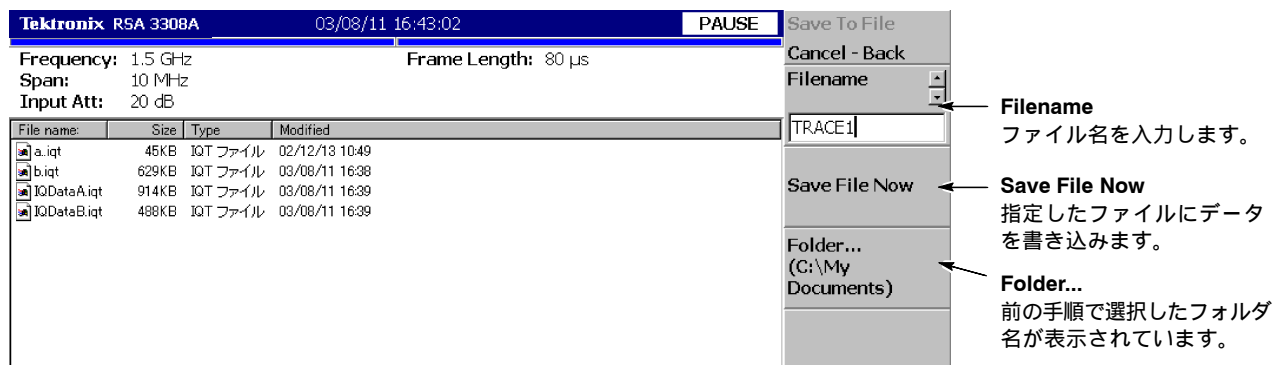 Tektronix RSA 3308A 03/08/11 16:43:02 PAUSE
Frequency: 1.5 GHz Frame Length: 80 µs
Span: 10 MHz
Input Att: 20 dB
File name: Size Type Modified
a.iqt 45KB IQT ファイル 02/12/13 10:49
b.iqt 629KB IQT ファイル 03/08/11 16:38
IQDataA.iqt 914KB IQT ファイル 03/08/11 16:39
IQDataB.iqt 488KB IQT ファイル 03/08/11 16:39
Save To File
Cancel - Back
Filename
TRACE1
Save File Now
Folder...
(C:\My
Documents)
Filename
ファイル名を入力します。
Save File Now
指定したファイルにデータ
を書き込みます。
Folder...
前の手順で選択したフォルダ
名が表示されています。